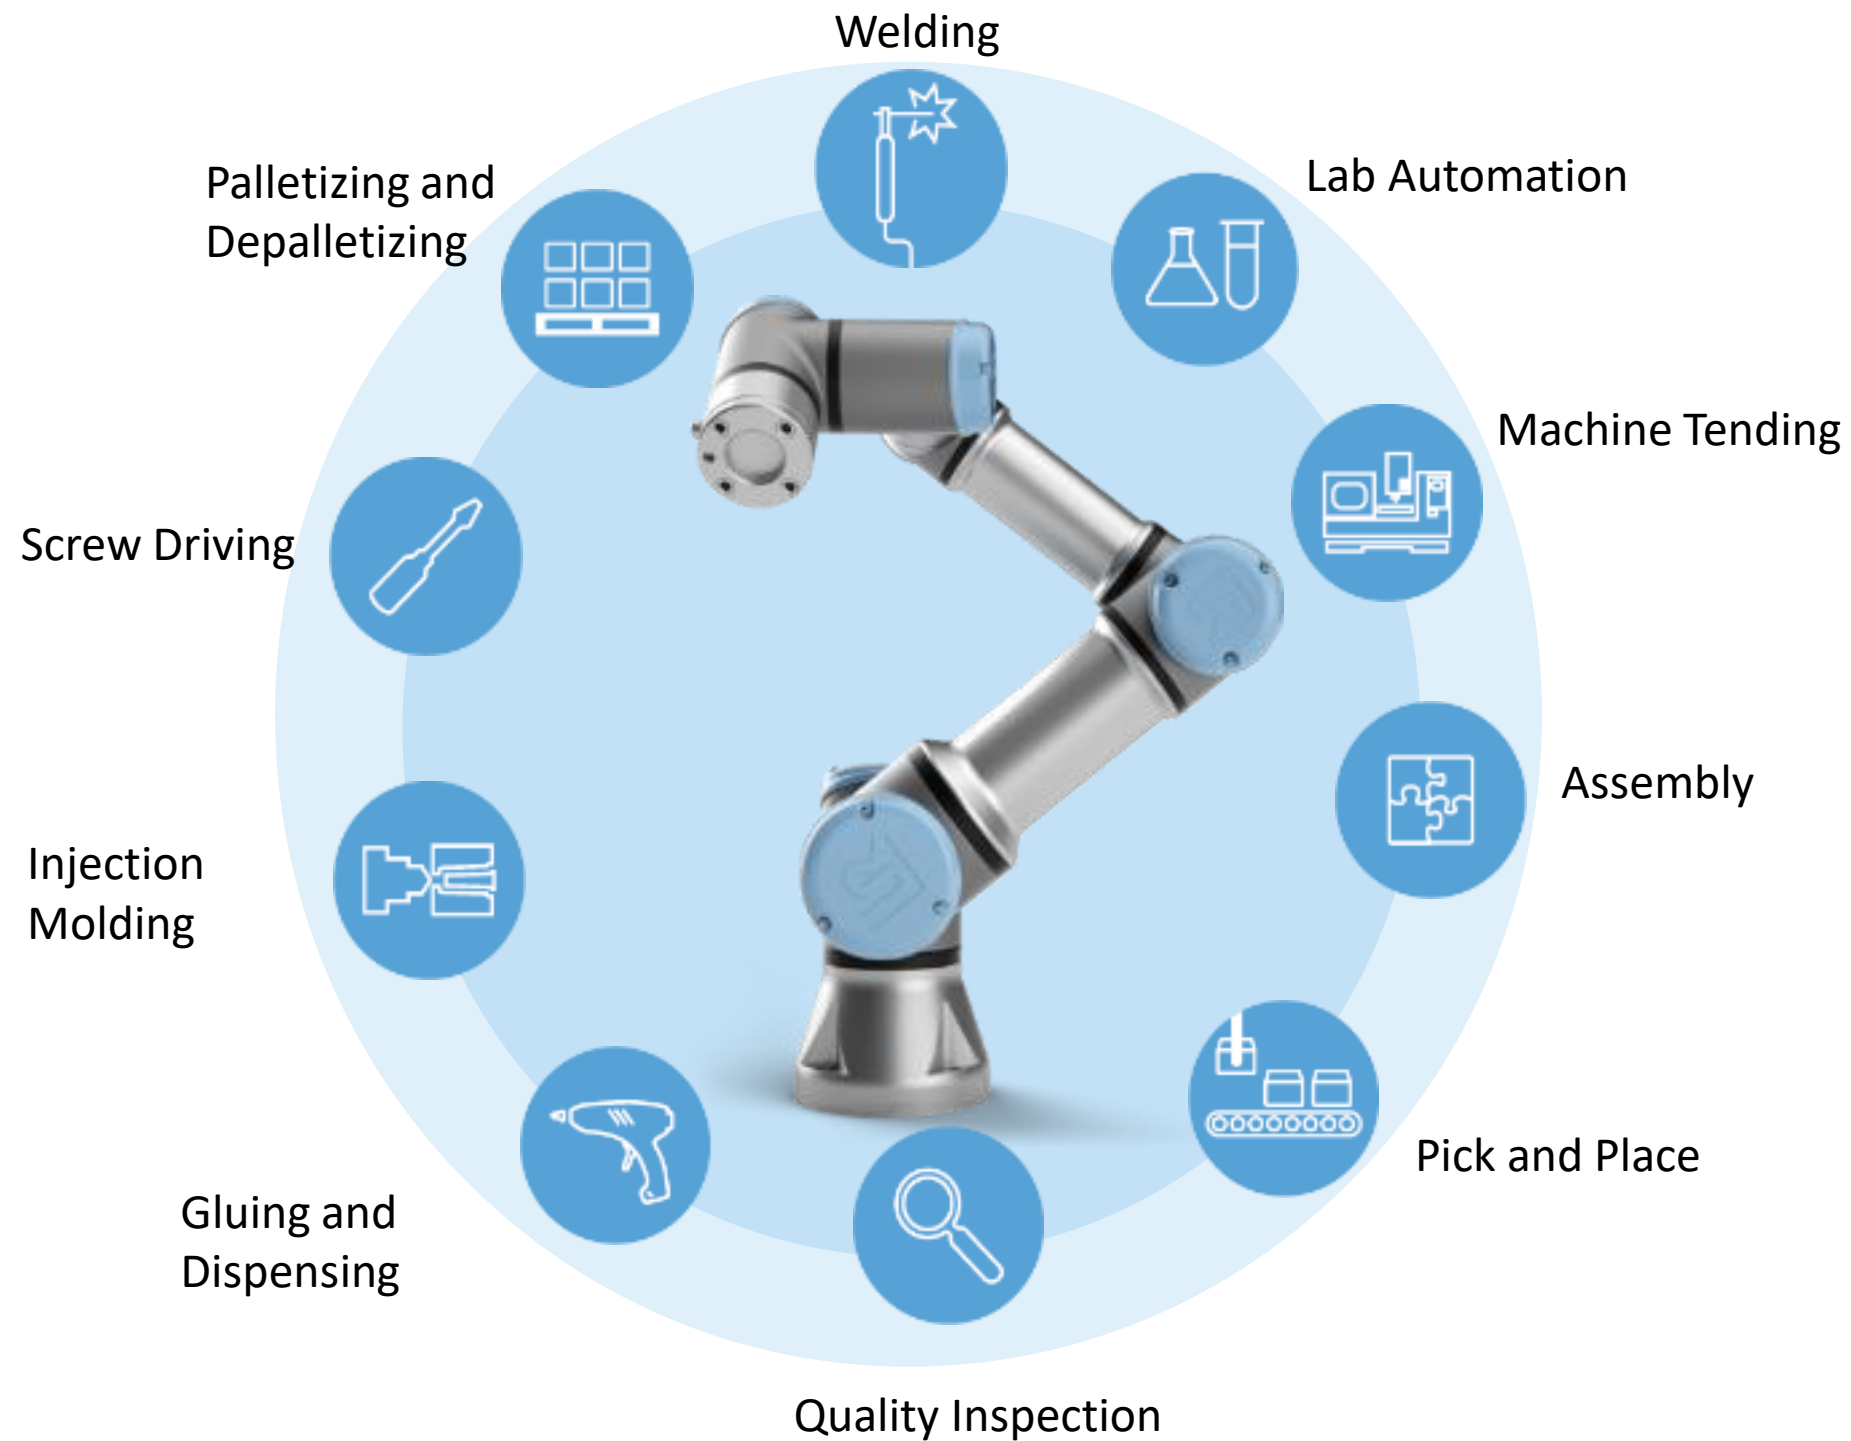 Welding
Lab Automation
Palletizing and
Depalletizing
Machine Tending
Screw Driving
Assembly
Injection
Molding
Pick and Place
Gluing and
Dispensing
Quality Inspection